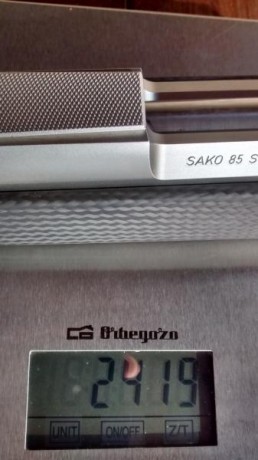 SAKO 85 S
Orbegozo
2419
UNIT ON/OFF Z/T